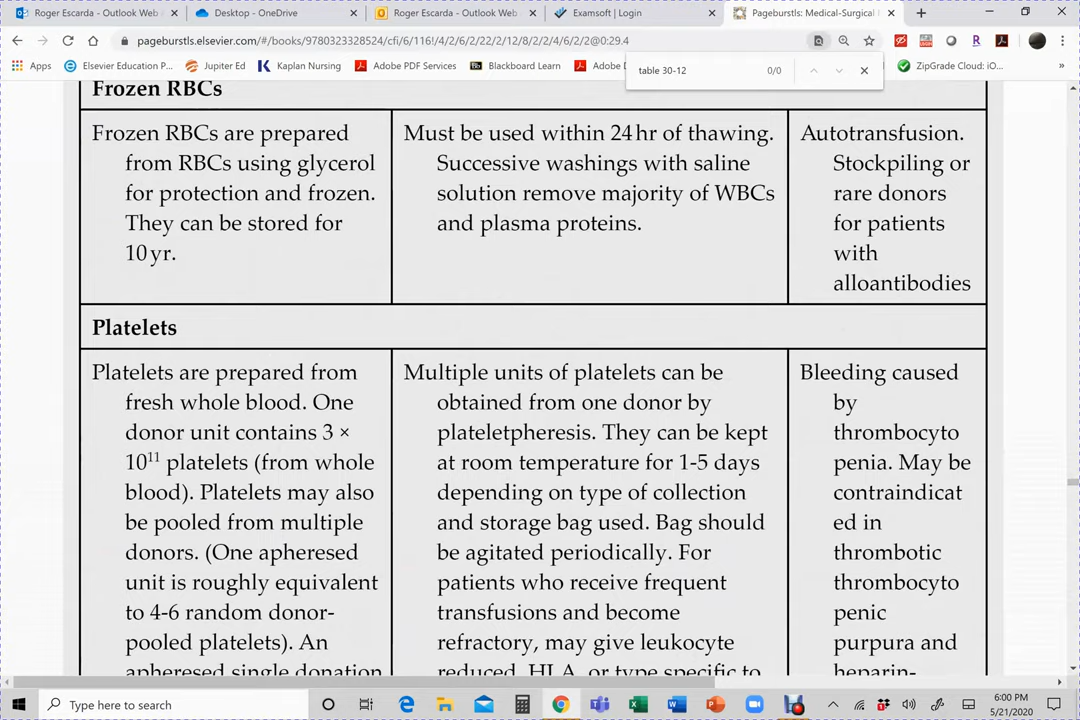 Roger Escarda - Outlook Web
Desktop - OneDrive
Roger Escarda - Outlook Web
Examsoft | Login
Pageburstls: Medical-Surgical
pageburstls.elsevier.com/#/books/9780323328524/cfi/6/116!/4/2/6/2/22/2/12/8/2/2/4/6/2/2@0:29.4
Apps
Elsevier Education P...
Jupiter Ed
Kaplan Nursing
Adobe PDF Services
Blackboard Learn
Adobe
ZipGrade Cloud: iO...
table 30-12
0/0
Frozen RBCs
Frozen RBCs are prepared
from RBCs using glycerol
for protection and frozen.
They can be stored for
10 yr.
Must be used within 24 hr of thawing.
Successive washings with saline
solution remove majority of WBCs
and plasma proteins.
Autotransfusion.
Stockpiling or
rare donors
for patients
with
alloantibodies
Platelets
Platelets are prepared from
fresh whole blood. One
donor unit contains 3 ×
10¹¹ platelets (from whole
blood). Platelets may also
be pooled from multiple
donors. (One apheresed
unit is roughly equivalent
to 4-6 random donor-
pooled platelets). An
apheresed single donation
Multiple units of platelets can be
obtained from one donor by
plateletpheresis. They can be kept
at room temperature for 1-5 days
depending on type of collection
and storage bag used. Bag should
be agitated periodically. For
patients who receive frequent
transfusions and become
refractory, may give leukocyte
reduced, HLA, or type specific to
Bleeding caused
by
thrombocyto
penia. May be
contraindicat
ed in
thrombotic
thrombocyto
penic
purpura and
heparin-
Type here to search
6:00 PM
5/21/2020